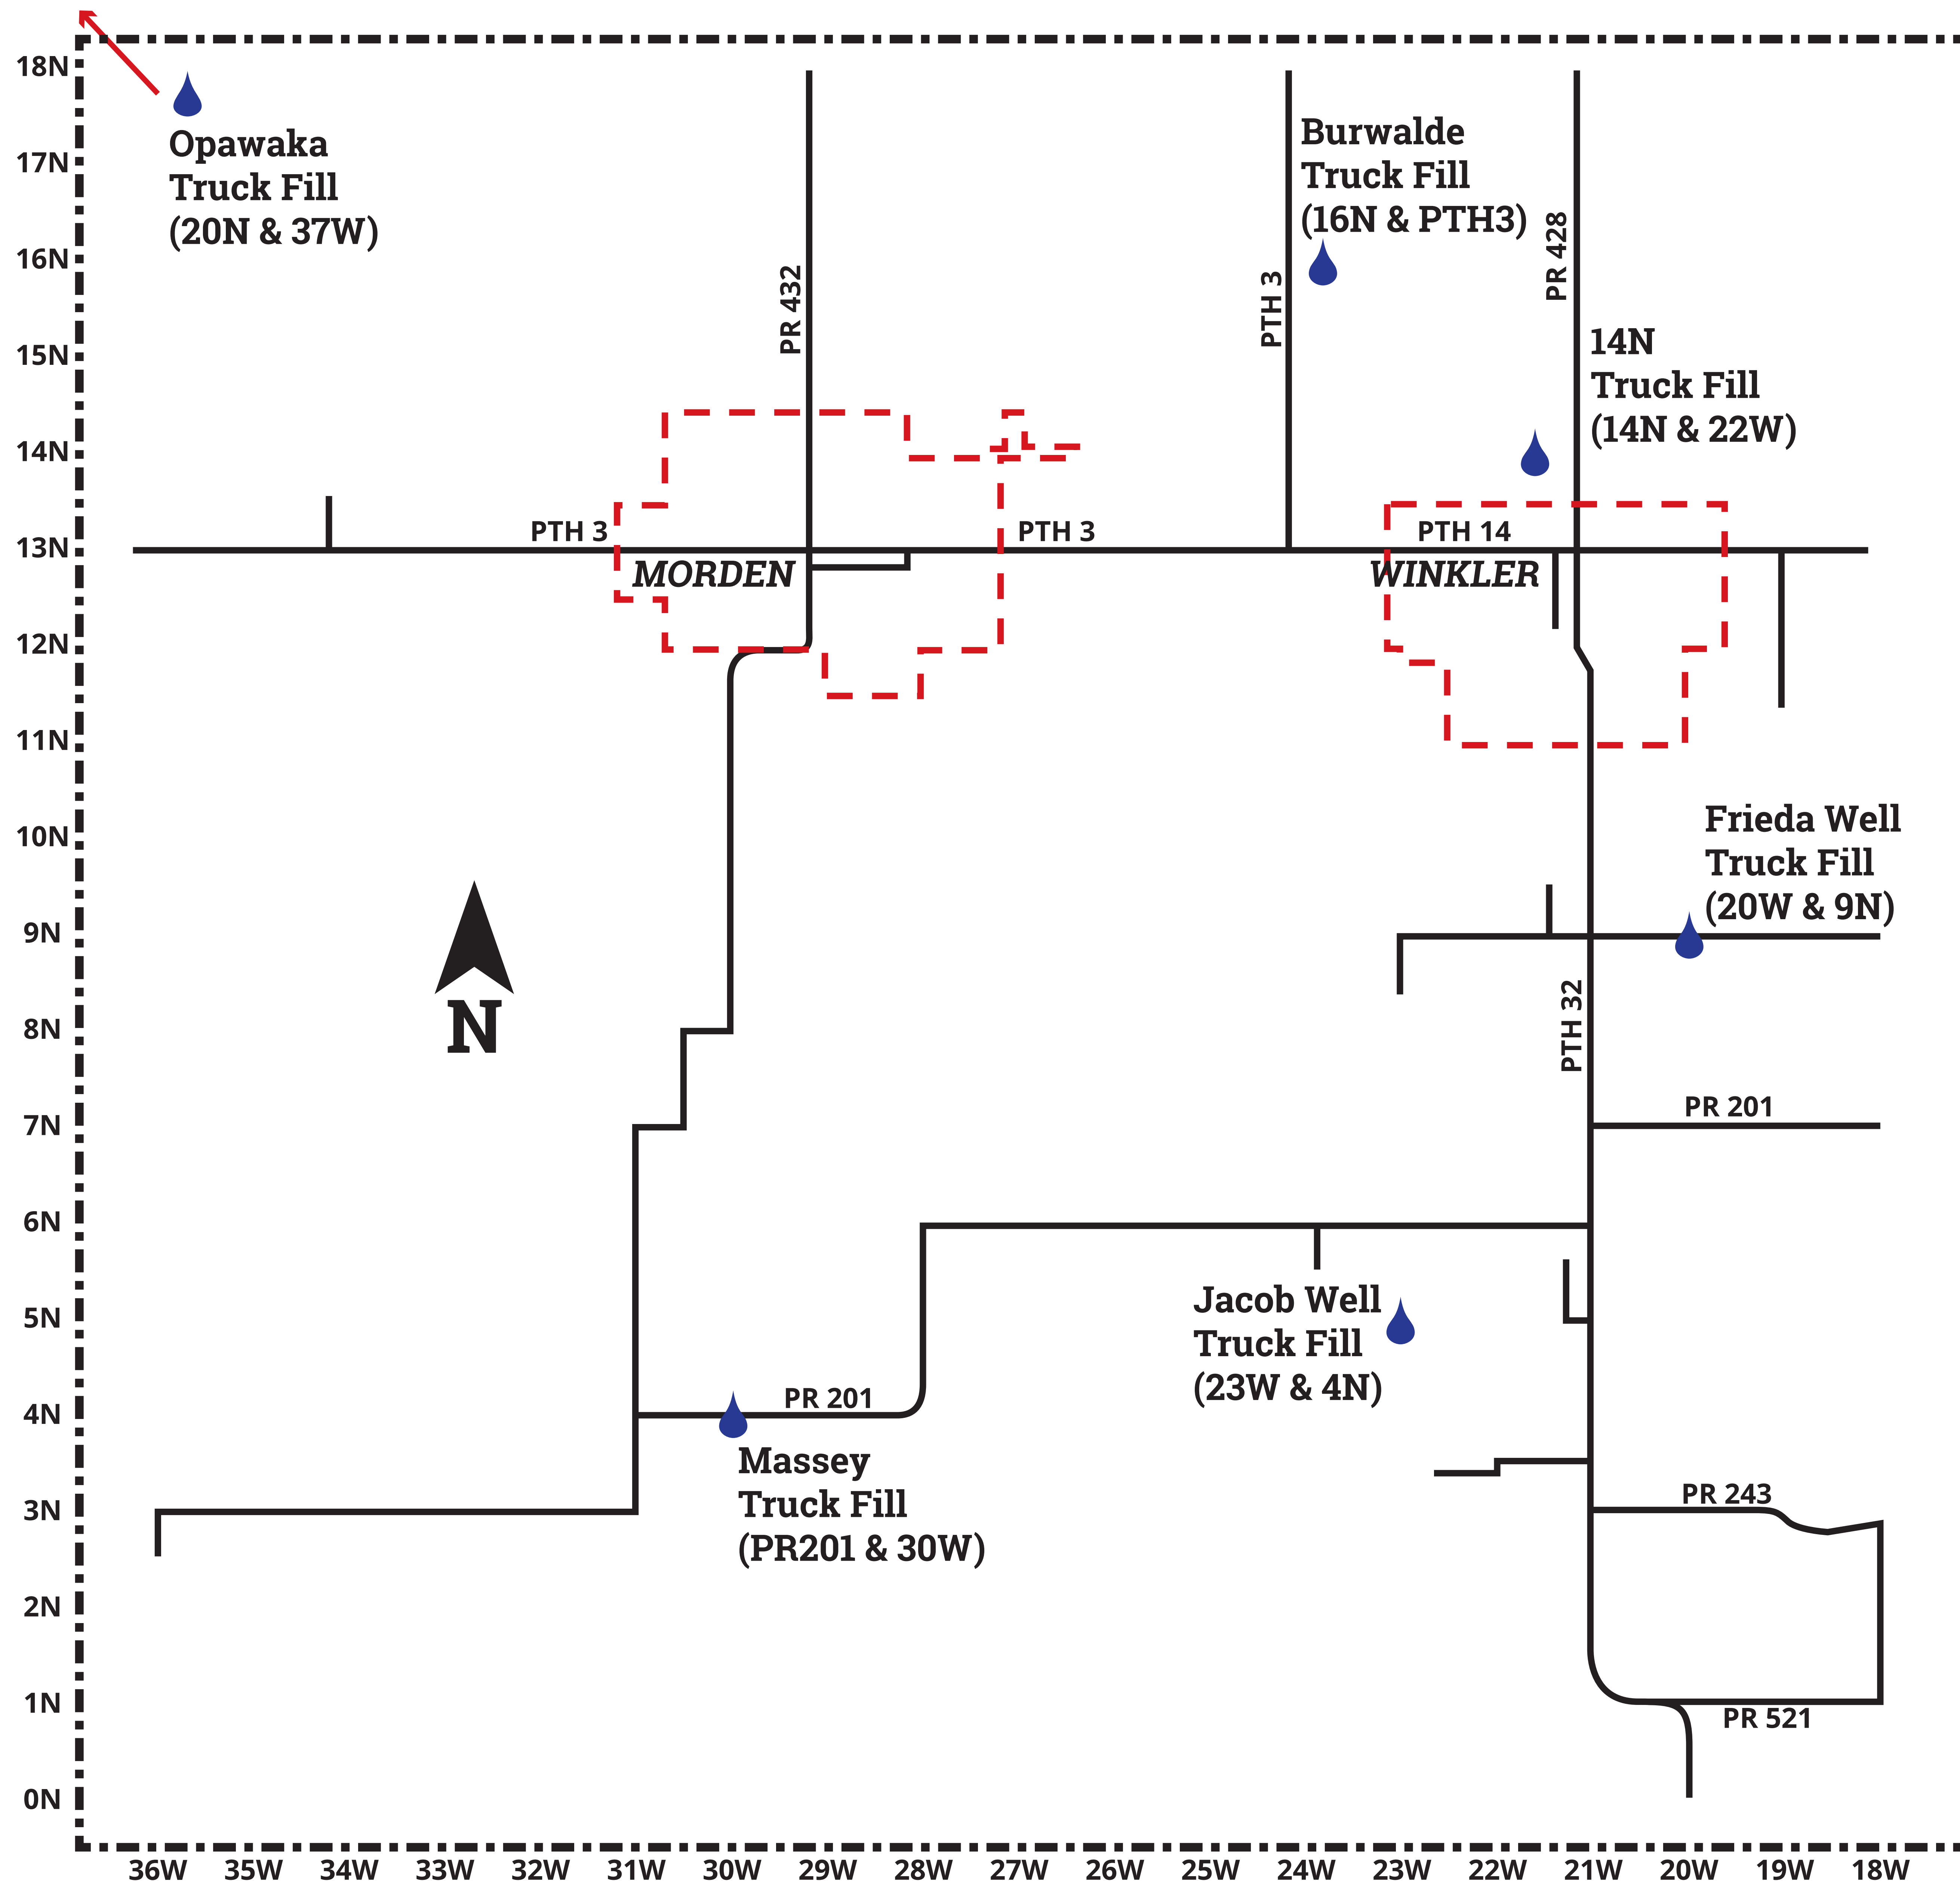 18N
17N
16N
15N
14N
13N
12N
11N
10N
9N
8N
7N
6N
5N
4N
3N
2N
1N
0N
Opawaka
Truck Fill
(20N & 37W)
PR 432
Burwalde
Truck Fill
(16N & PTH3)
PTH 3
PR 428
14N
Truck Fill
(14N & 22W)
PTH 3
PTH 3
PTH 14
MORDEN
WINKLER
Frieda Well
Truck Fill
(20W & 9N)
N
PTH 32
PR 201
Jacob Well
Truck Fill
(23W & 4N)
PR 201
Massey
Truck Fill
(PR201 & 30W)
PR 243
PR 521
36W
35W
34W
33W
32W
31W
30W
29W
28W
27W
26W
25W
24W
23W
22W
21W
20W
19W
18W